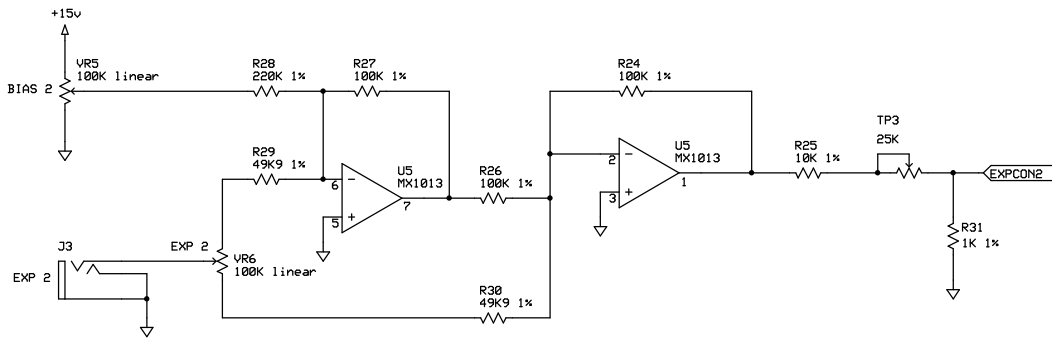 +15v
VR5
100K linear
BIAS 2
R28
220K 1%
R27
100K 1%
R24
100K 1%
R29
49K9 1%
U5
MX1013
6
5
7
R26
100K 1%
U5
MX1013
2
3
1
R25
10K 1%
TP3
25K
EXPCON2
R31
1K 1%
J3
EXP 2
EXP 2
VR6
100K linear
R30
49K9 1%